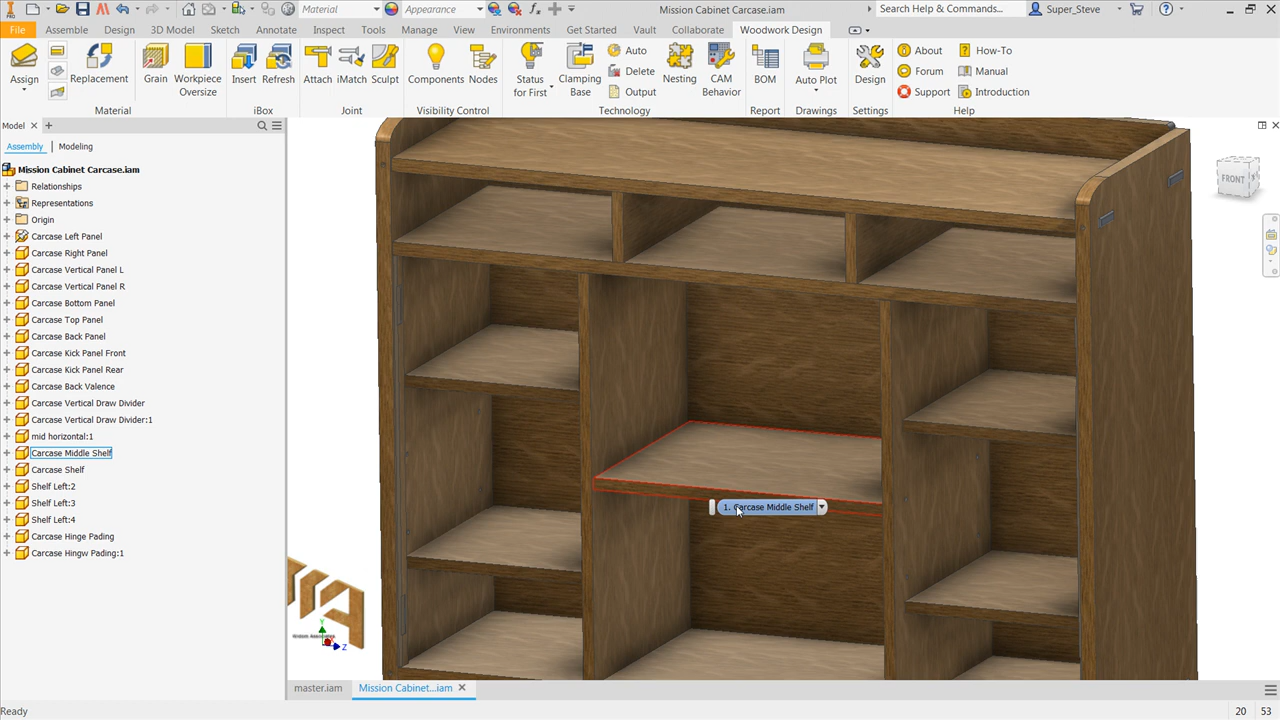 PRO
Material
Appearance
Mission Cabinet Carcase.iam
Search Help & Commands...
Super_Steve
File
Assemble
Design
3D Model
Sketch
Annotate
Inspect
Tools
Manage
View
Environments
Get Started
Vault
Collaborate
Woodwork Design
Assign
Replacement
Grain
Workpiece
Oversize
Insert
Refresh
Attach
iMatch
Sculpt
Components
Nodes
Status
for First
Clamping
Base
Auto
Delete
Output
Nesting
CAM
Behavior
BOM
Auto Plot
Design
About
Forum
Support
How-To
Manual
Introduction
Material
iBox
Joint
Visibility Control
Technology
Report
Drawings
Settings
Help
Model
Assembly
Modeling
Mission Cabinet Carcase.iam
Relationships
Representations
Origin
Carcase Left Panel
Carcase Right Panel
Carcase Vertical Panel L
Carcase Vertical Panel R
Carcase Bottom Panel
Carcase Top Panel
Carcase Back Panel
Carcase Kick Panel Front
Carcase Kick Panel Rear
Carcase Back Valence
Carcase Vertical Draw Divider
Carcase Vertical Draw Divider:1
mid horizontal:1
Carcase Middle Shelf
Carcase Shelf
Shelf Left:2
Shelf Left:3
Shelf Left:4
Carcase Hinge Pading
Carcase Hingw Pading:1
FRONT
1. Carcase Middle Shelf
Y
Z
master.iam
Mission Cabinet...iam
Ready
20
53